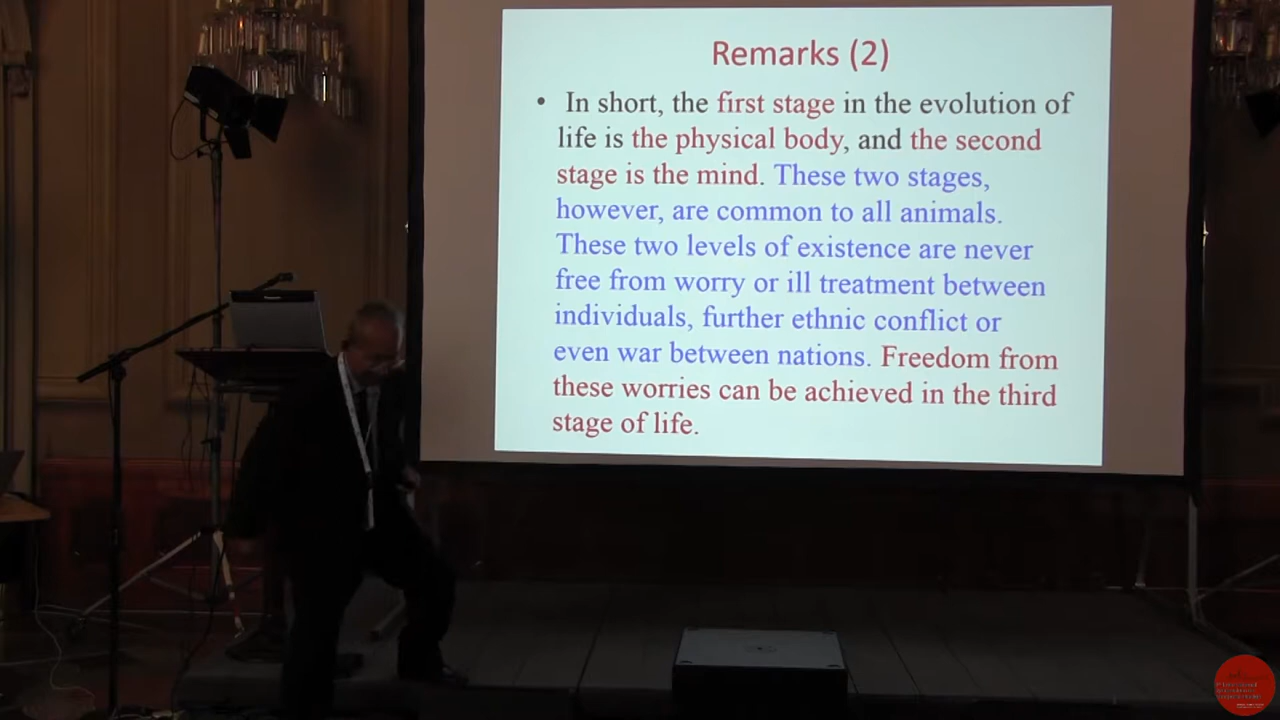 Remarks (2)
• In short, the first stage in the evolution of
life is the physical body, and the second
stage is the mind. These two stages,
however, are common to all animals.
These two levels of existence are never
free from worry or ill treatment between
individuals, further ethnic conflict or
even war between nations. Freedom from
these worries can be achieved in the third
stage of life.